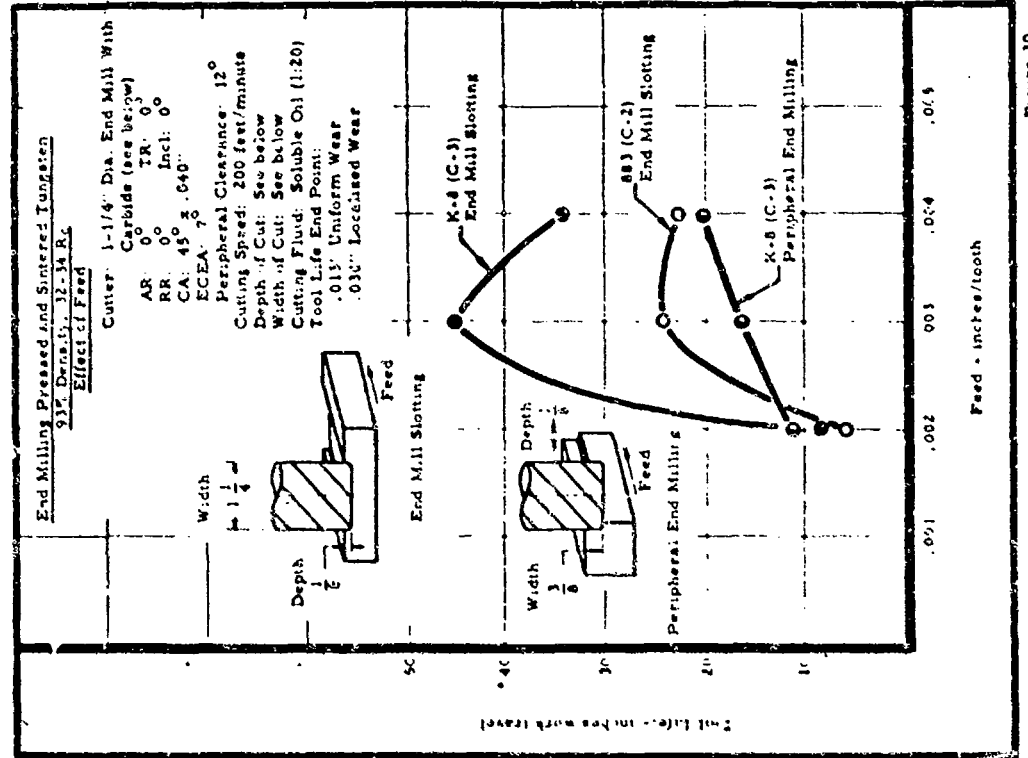 End Milling Pressed and Sintered Tungsten
93% Density, 32-34 Rc
Effect of Feed
Cutter: 1-1/4" Dia. End Mill With
Carbide (see below)
AR: 0° TR: 0°
RR: 0° Incl: 0°
CA: 45° x .040"
ECEA: 7°
Peripheral Clearance: 12°
Cutting Speed: 200 feet/minute
Depth of Cut: See below
Width of Cut: See below
Cutting Fluid: Soluble Oil (1:20)
Tool Life End Point:
.015" Uniform Wear
.030" Localized Wear
Width
1 1/4
Depth
Feed
End Mill Slotting
Width
3/8
Depth
Feed
Peripheral End Milling
K-8 (C-3)
End Mill Slotting
883 (C-2)
End Mill Slotting
K-8 (C-3)
Peripheral End Milling
Tool Life - inches work travel
50
40
30
20
10
.001
.002
.003
.004
.005
Feed - inches/tooth